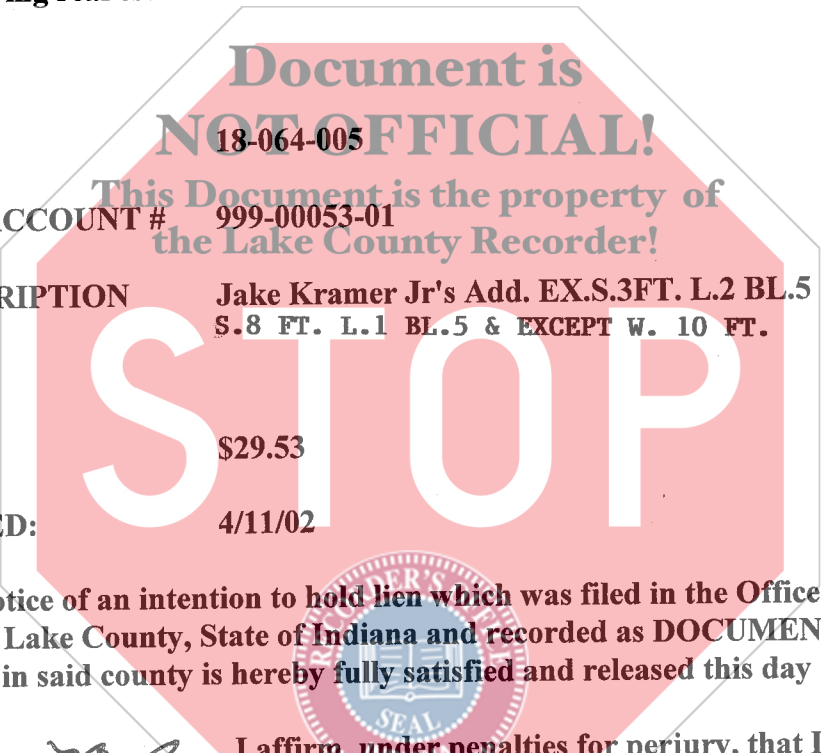 Document is
NOT OFFICIAL!
This Document is the property of
the Lake County Recorder!
STOP
18-064-005
ACCOUNT # 999-00053-01
RIPTION Jake Kramer Jr's Add. EX.S.3FT. L.2 BL.5
S.8 FT. L.1 BL.5 & EXCEPT W. 10 FT.
$29.53
ED: 4/11/02
otice of an intention to hold lien which was filed in the Office
Lake County, State of Indiana and recorded as DOCUMEN
in said county is hereby fully satisfied and released this day
RECORDER'S OFFICE
SEAL
I affirm, under penalties for perjury, that I